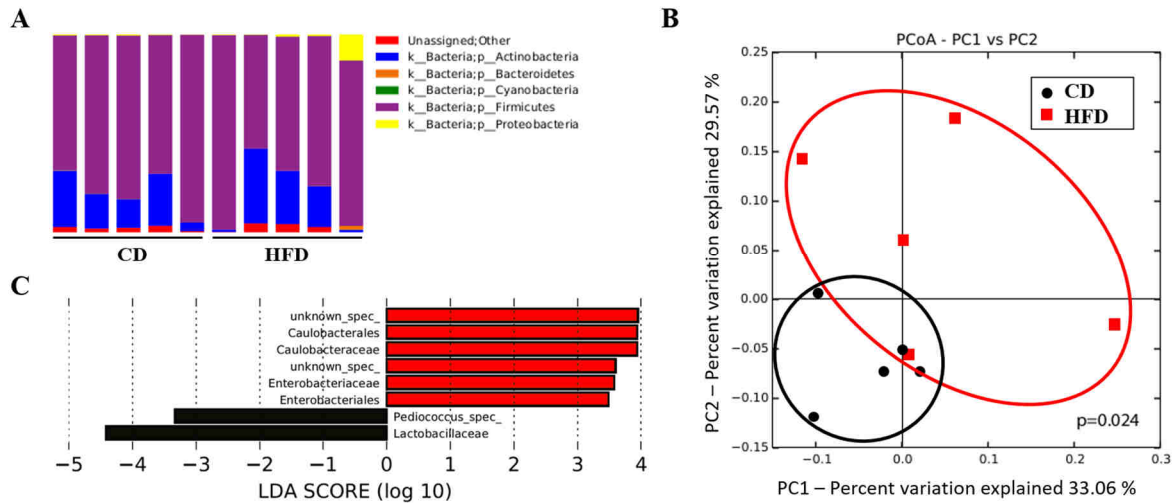 A
Unassigned;Other
k__Bacteria;p__Actinobacteria
k__Bacteria;p__Bacteroidetes
k__Bacteria;p__Cyanobacteria
k__Bacteria;p__Firmicutes
k__Bacteria;p__Proteobacteria
CD
HFD
B
PCoA - PC1 vs PC2
0.25
0.20
0.15
0.10
0.05
0.00
−0.05
−0.10
−0.15
−0.1
0.0
0.1
0.2
0.3
CD
HFD
p=0.024
PC2 – Percent variation explained 29.57 %
PC1 – Percent variation explained 33.06 %
C
unknown_spec_
Caulobacterales
Caulobacteraceae
unknown_spec_
Enterobacteriaceae
Enterobacteriales
Pediococcus_spec_
Lactobacillaceae
−5
−4
−3
−2
−1
0
1
2
3
4
LDA SCORE (log 10)